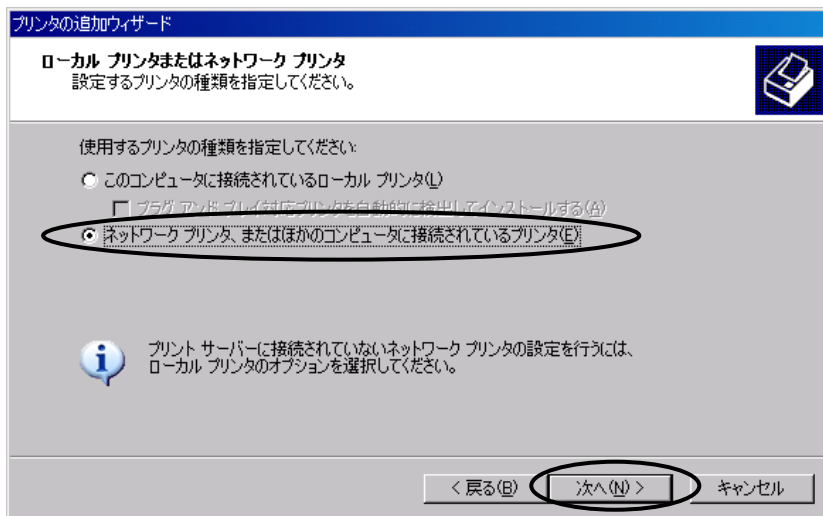 プリンタの追加ウィザード
ローカル プリンタまたはネットワーク プリンタ
設定するプリンタの種類を指定してください。
使用するプリンタの種類を指定してください:
このコンピュータに接続されているローカル プリンタ(L)
プラグ アンド プレイ対応プリンタを自動的に検出してインストールする(A)
ネットワーク プリンタ、またはほかのコンピュータに接続されているプリンタ(E)
プリント サーバーに接続されていないネットワーク プリンタの設定を行うには、
ローカル プリンタのオプションを選択してください。
< 戻る(B) 次へ(N) > キャンセル